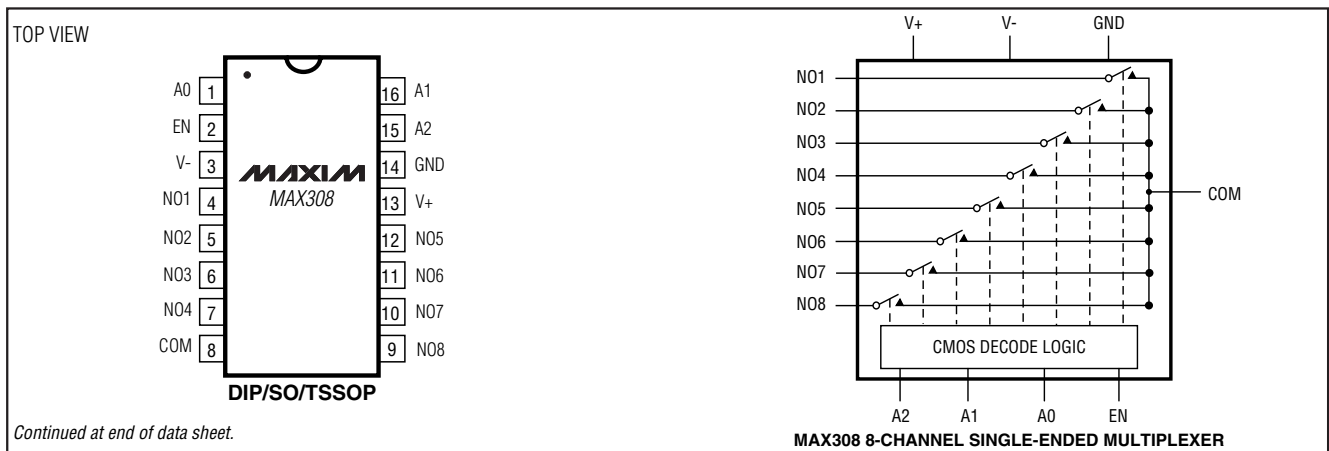 TOP VIEW
A0 1
EN 2
V- 3
NO1 4
NO2 5
NO3 6
NO4 7
COM 8
MAXIM
MAX308
16 A1
15 A2
14 GND
13 V+
12 NO5
11 NO6
10 NO7
9 NO8
DIP/SO/TSSOP
Continued at end of data sheet.
V+ V- GND
NO1
NO2
NO3
NO4
NO5
NO6
NO7
NO8
COM
CMOS DECODE LOGIC
A2 A1 A0 EN
MAX308 8-CHANNEL SINGLE-ENDED MULTIPLEXER